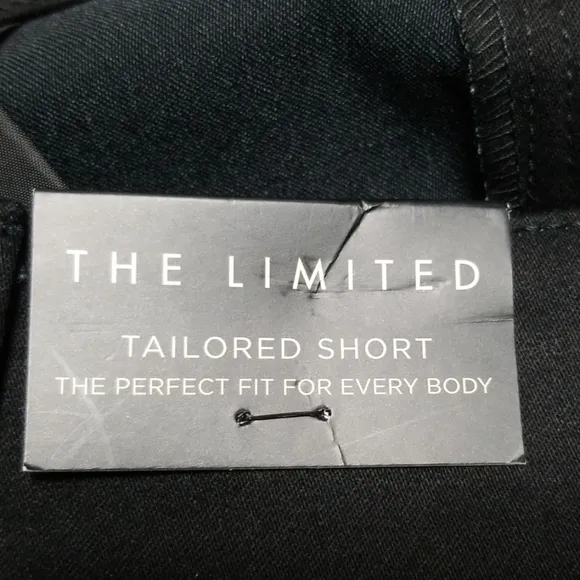 THE LIMITED
TAILORED SHORT
THE PERFECT FIT FOR EVERY BODY